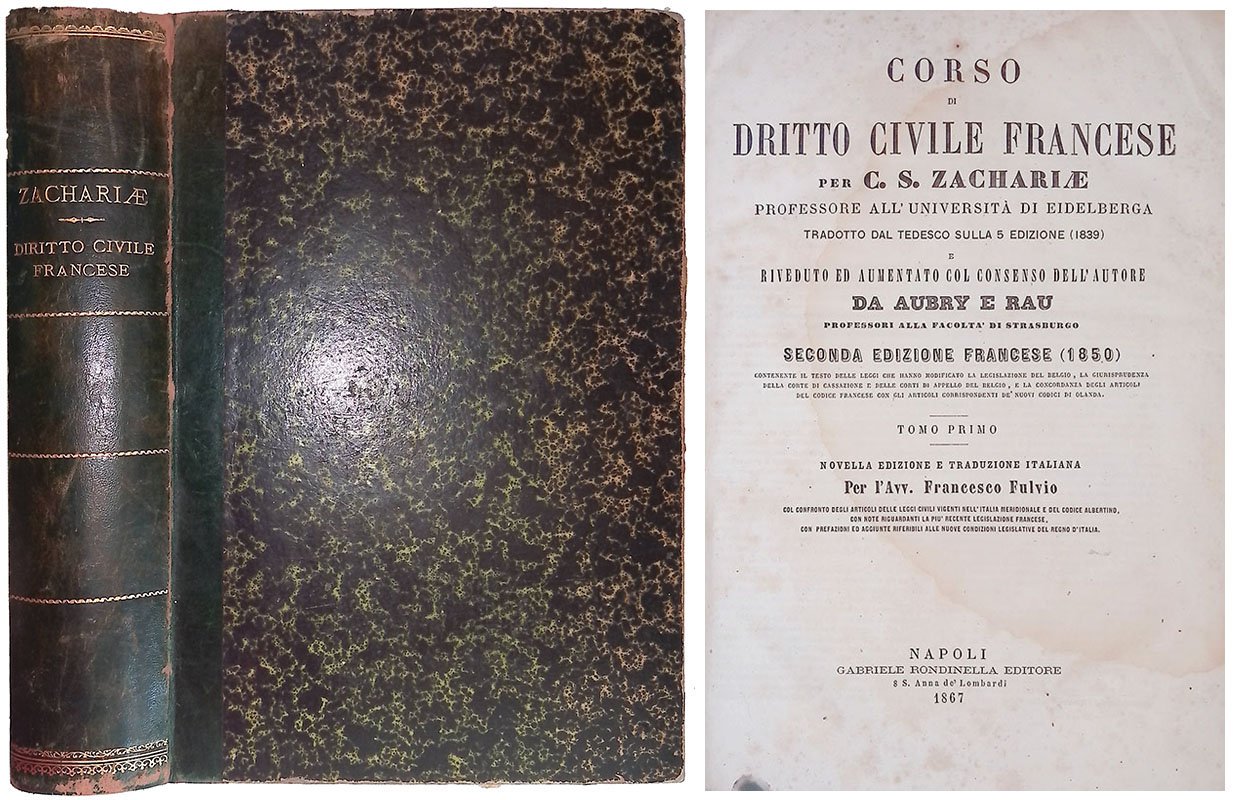 ZACHARIÆ
DIRITTO CIVILE
FRANCESE
CORSO
DI
DRITTO CIVILE FRANCESE
PER C. S. ZACHARIÆ
PROFESSORE ALL' UNIVERSITÀ DI EIDELBERGA
TRADOTTO DAL TEDESCO SULLA 5 EDIZIONE (1839)
E
RIVEDUTO ED AUMENTATO COL CONSENSO DELL' AUTORE
DA AUBRY E RAU
PROFESSORI ALLA FACOLTA' DI STRASBURGO
SECONDA EDIZIONE FRANCESE (1850)
CONTENENTE IL TESTO DELLE LEGGI CHE HANNO MODIFICATO LA LEGISLAZIONE DEL BELGIO, LA GIURISPRUDENZA
DELLA CORTE DI CASSAZIONE E DELLE CORTI DI APPELLO DEL BELGIO, E LA CONCORDANZA DEGLI ARTICOLI
DEL CODICE FRANCESE CON GLI ARTICOLI CORRISPONDENTI DE' NUOVI CODICI DI OLANDA.
TOMO PRIMO
NOVELLA EDIZIONE E TRADUZIONE ITALIANA
Per l'Avv. Francesco Fulvio
COL CONFRONTO DEGLI ARTICOLI DELLE LEGGI CIVILI VIGENTI NELL' ITALIA MERIDIONALE E DEL CODICE ALBERTINO,
CON NOTE RIGUARDANTI LA PIU' RECENTE LEGISLAZIONE FRANCESE,
CON PREFAZIONI ED AGGIUNTE RIFERIBILI ALLE NUOVE CONDIZIONI LEGISLATIVE DEL REGNO D'ITALIA.
NAPOLI
GABRIELE RONDINELLA EDITORE
8 S. Anna de' Lombardi
1867